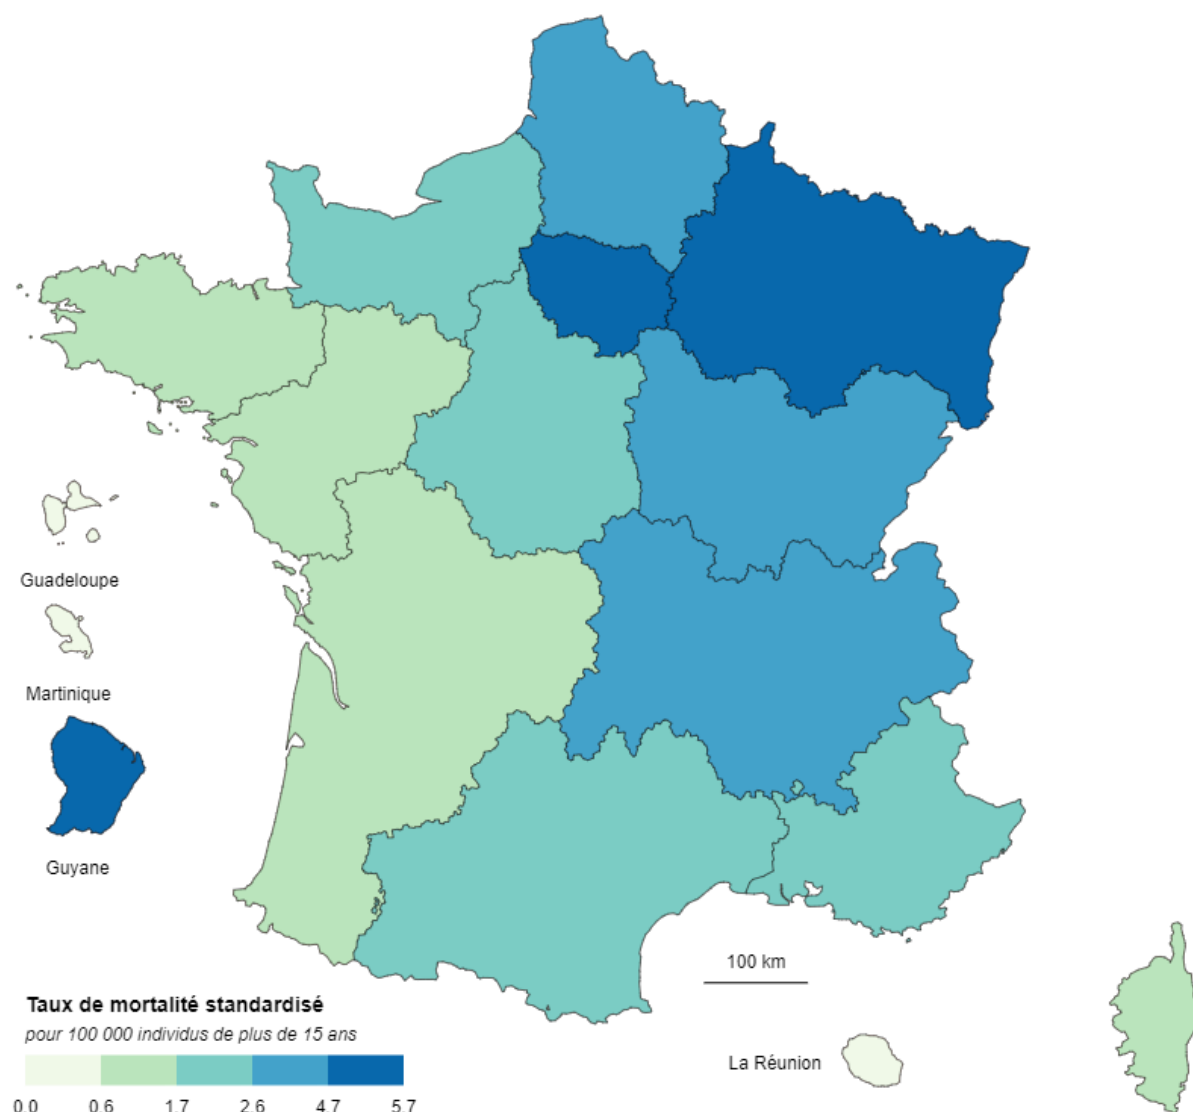 Guadeloupe
Martinique
Guyane
100 km
Taux de mortalité standardisé
pour 100 000 individus de plus de 15 ans
La Réunion
0.0 0.6 1.7 2.6 4.7 5.7